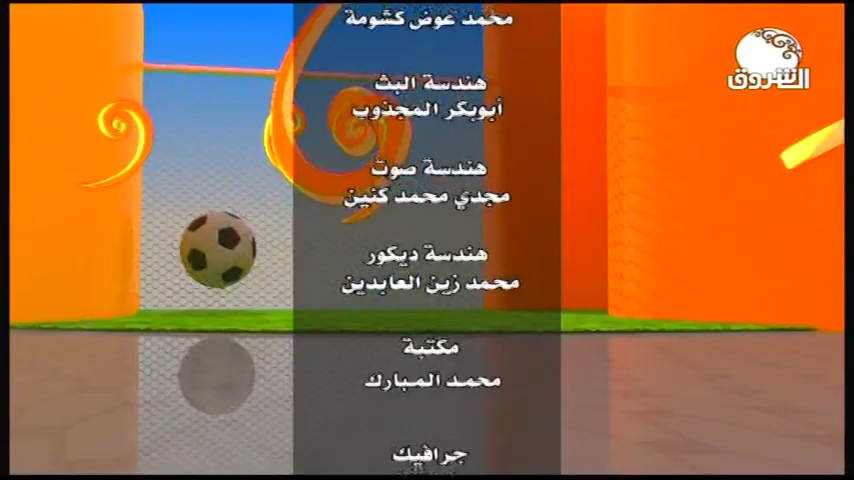 محمد عوض كشومة
الشروق
هندسة البث
أبوبكر المجذوب
هندسة صوت
مجدي محمد كنين
هندسة ديكور
محمد زين العابدين
مكتبة
محمد المبارك
جرافيك